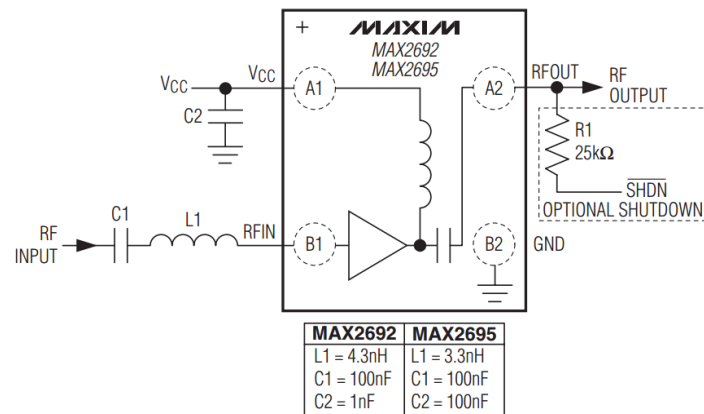 +
MAXIM
MAX2692
MAX2695
VCC
VCC
A1
A2
RFOUT
RF
OUTPUT
C2
R1
25kΩ
SHDN
OPTIONAL SHUTDOWN
C1
L1
RF
INPUT
RFIN
B1
B2
GND
MAX2692 MAX2695
L1 = 4.3nH L1 = 3.3nH
C1 = 100nF C1 = 100nF
C2 = 1nF C2 = 100nF